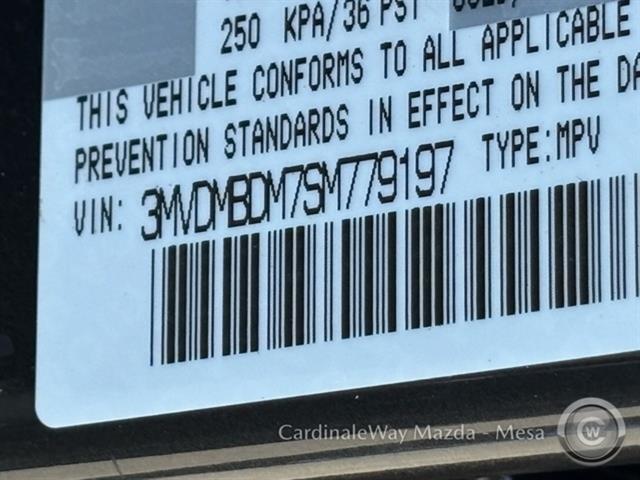 250 KPA/36 PSI
THIS VEHICLE CONFORMS TO ALL APPLICABLE
PREVENTION STANDARDS IN EFFECT ON THE DA
VIN: 3MVDMBDM7SM779197 TYPE:MPV
CardinaleWay Mazda - Mesa
CW